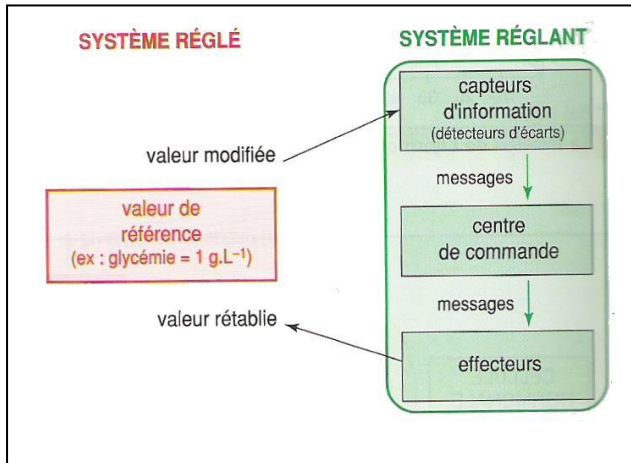 SYSTÈME RÉGLÉ
SYSTÈME RÉGLANT
capteurs
d'information
(détecteurs d'écarts)
valeur modifiée
messages
valeur de
référence
(ex : glycémie = 1 g.L⁻¹)
centre
de commande
messages
valeur rétablie
effecteurs